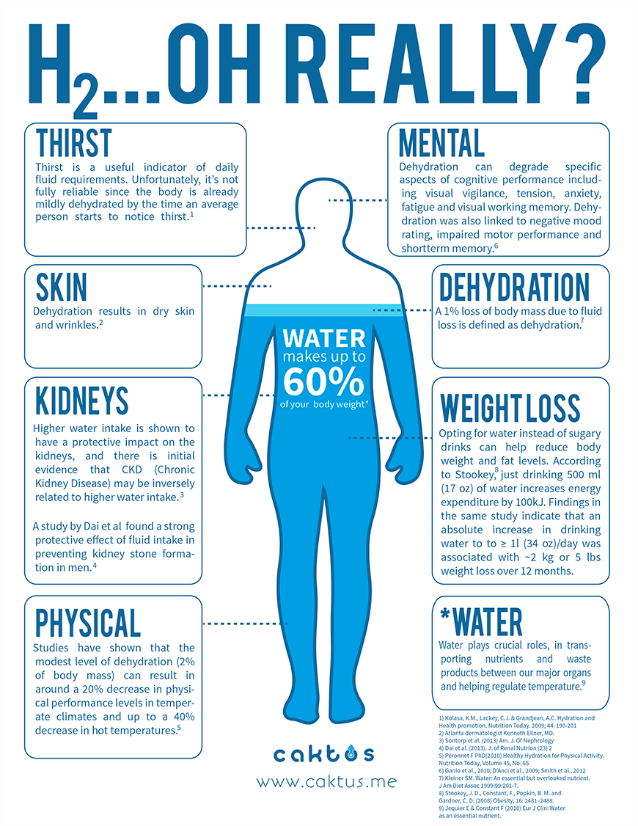 H2...OH REALLY?
THIRST
Thirst is a useful indicator of daily
fluid requirements. Unfortunately, it's not
fully reliable since the body is already
mildly dehydrated by the time an average
person starts to notice thirst.1
MENTAL
Dehydration can degrade specific
aspects of cognitive performance includ-
ing visual vigilance, tension, anxiety,
fatigue and visual working memory. Dehy-
dration was also linked to negative mood
rating, impaired motor performance and
shortterm memory.6
SKIN
Dehydration results in dry skin
and wrinkles.2
DEHYDRATION
A 1% loss of body mass due to fluid
loss is defined as dehydration.7
WATER
makes up to
60%
of your body weight*
KIDNEYS
Higher water intake is shown to
have a protective impact on the
kidneys, and there is initial
evidence that CKD (Chronic
Kidney Disease) may be inversely
related to higher water intake.3
A study by Dai et al found a strong
protective effect of fluid intake in
preventing kidney stone forma-
tion in men.4
WEIGHT LOSS
Opting for water instead of sugary
drinks can help reduce body
weight and fat levels. According
to Stookey,8 just drinking 500 ml
(17 oz) of water increases energy
expenditure by 100kJ. Findings in
the same study indicate that an
absolute increase in drinking
water to to ≥ 1l (34 oz)/day was
associated with ~2 kg or 5 lbs
weight loss over 12 months.
PHYSICAL
Studies have shown that the
modest level of dehydration (2%
of body mass) can result in
around a 20% decrease in physi-
cal performance levels in temper-
ate climates and up to a 40%
decrease in hot temperatures.5
*WATER
Water plays crucial roles, in trans-
porting nutrients and waste
products between our major organs
and helping regulate temperature.9
caktus
www.caktus.me
1) Kolasa, K.M., Lackey, C.J. & Grandjean, A.C. Hydration and
Health promotion. Nutrition Today. 2009; 44: 190-201
2) Atlanta dermatologist Kenneth Ellner, MD.
3) Sontorp et al. (2013) Am. J. Of Nephrology
4) Dai et al. (2013). J: of Renal Nutrion (23) 2
5) Péronnet F PhD(2010) Healthy Hydration for Physical Activity.
Nutrition Today, Volume 45, No. 6S
6) Ganio et al., 2010; D'Anci et al., 2009; Smith et al., 2012
7) Kleiner SM. Water: An essential but overlooked nutrient.
J Am Diet Assec 1999:99:201-7.
8) Stookey, J. D., Constant, F., Popkin, B. M. and
Gardner, C. D. (2008) Obesity, 16: 2481–2488.
9) Jequier E & Constant F (2010) Eur J Clin: Water
as an essential nutrient.